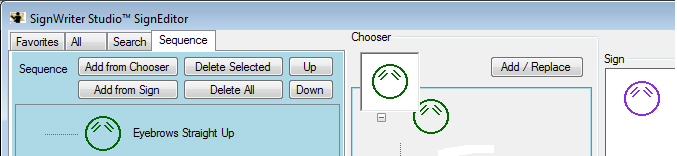 SignWriter Studio™ SignEditor
Favorites All Search Sequence
Chooser
Sign
Sequence Add from Chooser Delete Selected Up
Add / Replace
Add from Sign Delete All Down
Eyebrows Straight Up